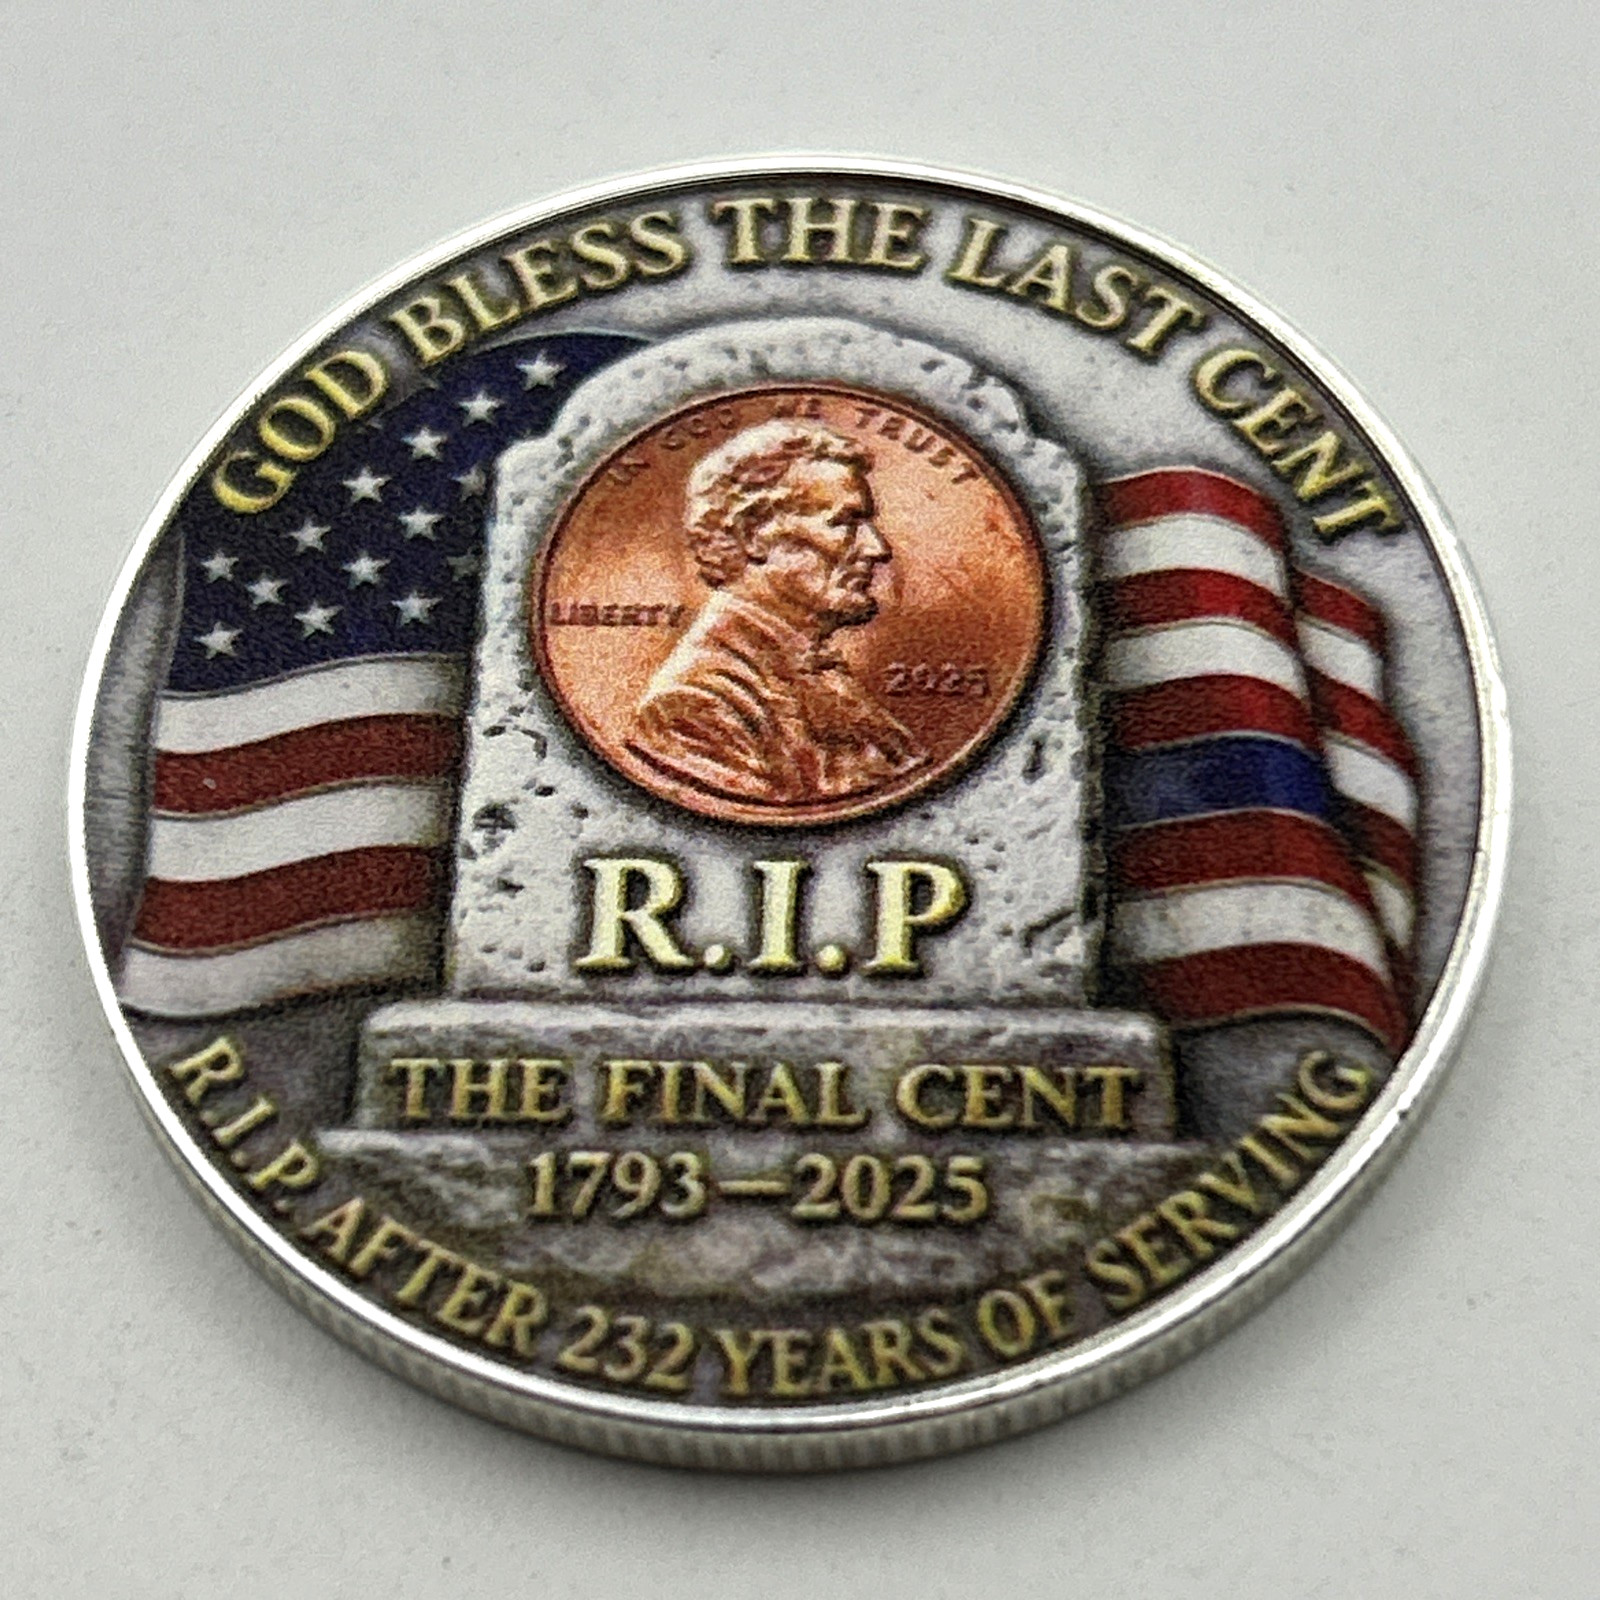 GOD BLESS THE LAST CENT
IN GOD WE TRUST
LIBERTY
2025
R.I.P
THE FINAL CENT
1793—2025
R.I.P. AFTER 232 YEARS OF SERVING